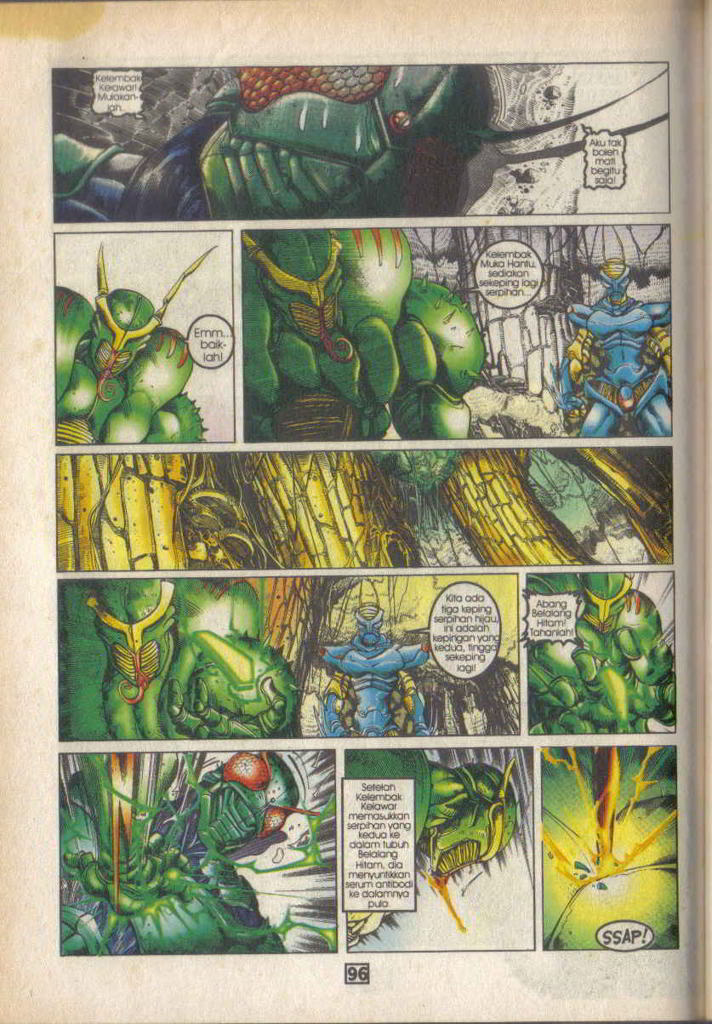 Kelembak
Kelawar!
Mulakan-
lah...
Aku tak
boleh
mati
begitu
saja!
Emm...
baik-
lah!
Kelembak
Muka Hantu,
sediakan
sekeping lagi
serpihan...
Kita ada
tiga keping
serpihan hijau,
ini adalah
kepingan yang
kedua, tinggal
sekeping
lagi!
Abang
Belalang
Hitam!
Tahanlah!
Setelah
Kelembak
Kelawar
memasukkan
serpihan yang
kedua ke
dalam tubuh
Belalang
Hitam, dia
menyuntikkan
serum antibodi
ke dalamnya
pula.
SSAP!
96